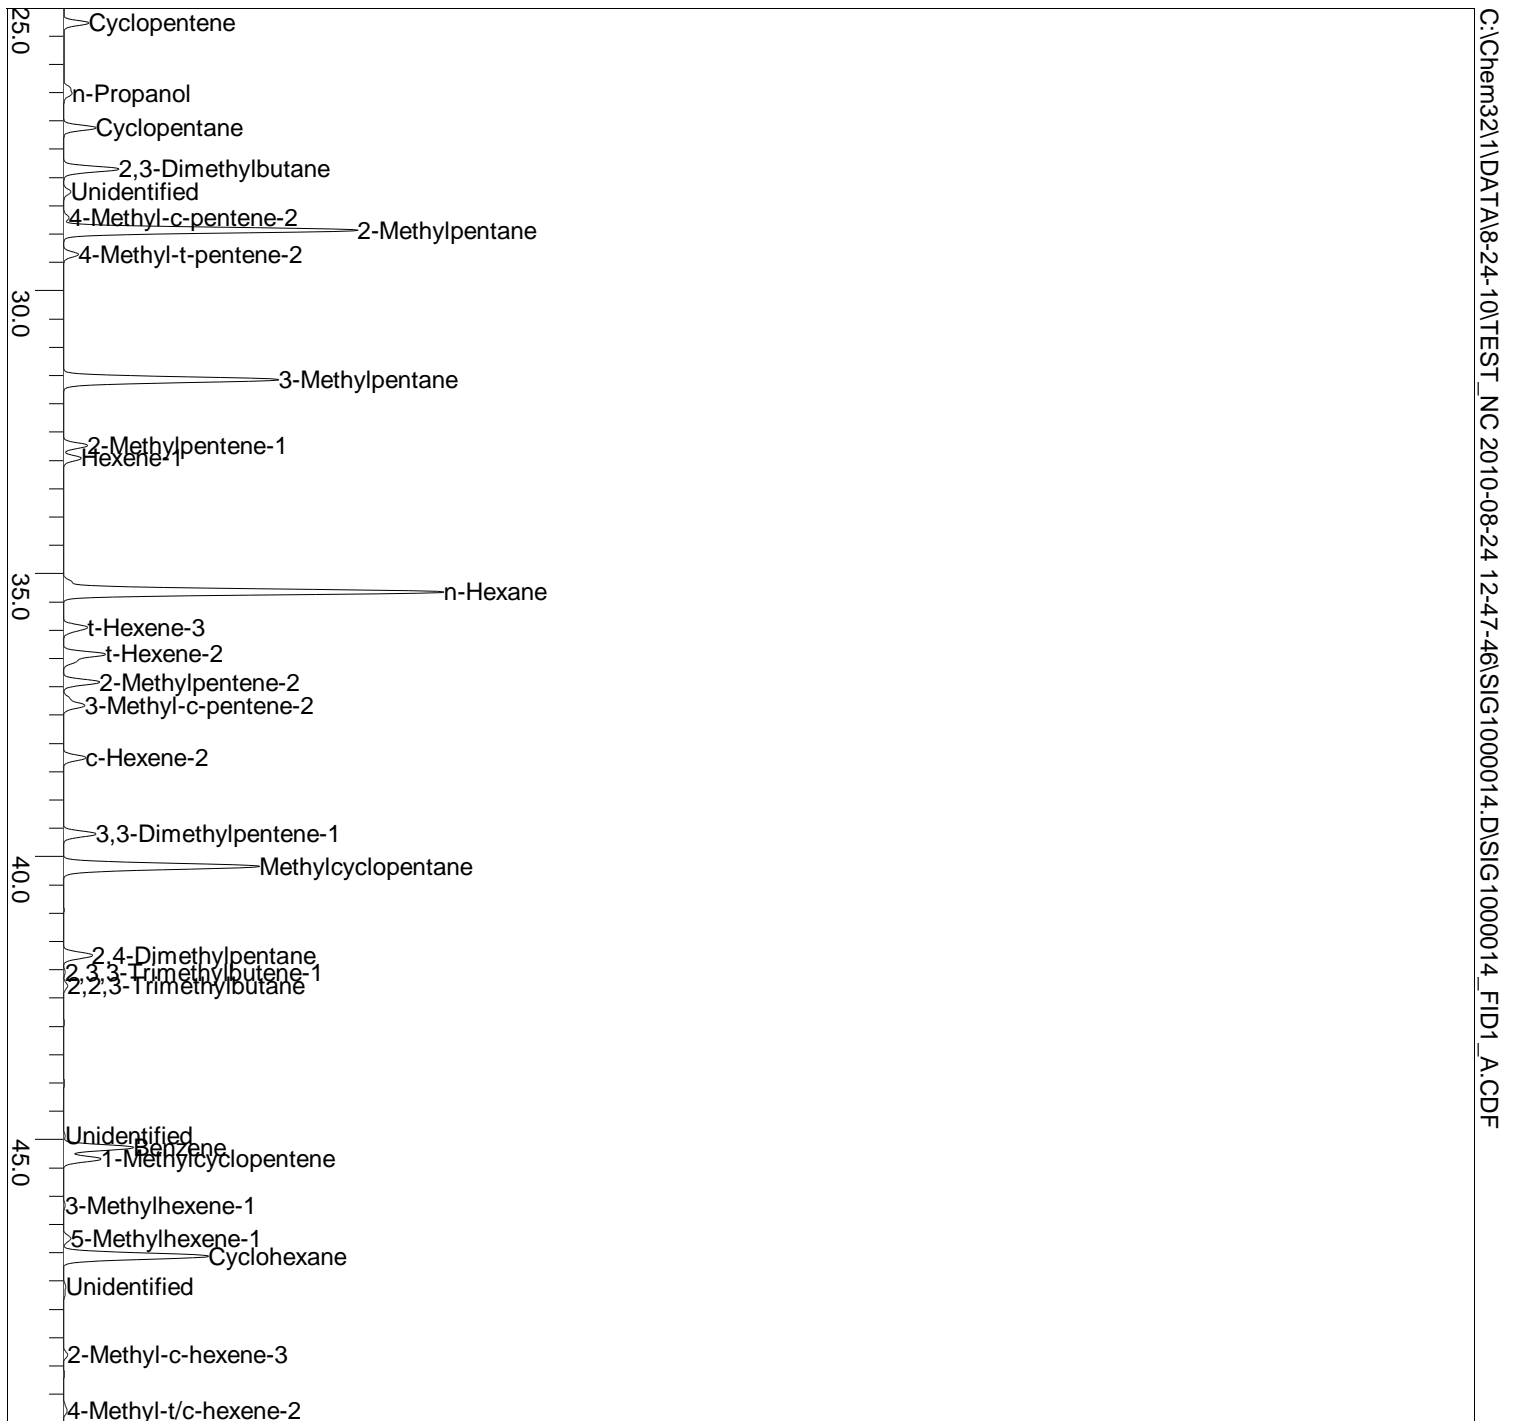 C:\Chem32\1\DATA\8-24-10\TEST_NC 2010-08-24 12-47-46\SIG1000014.D\SIG1000014_FID1_A.CDF
25.0
Cyclopentene
n-Propanol
Cyclopentane
2,3-Dimethylbutane
Unidentified
4-Methyl-c-pentene-2
2-Methylpentane
4-Methyl-t-pentene-2
30.0
3-Methylpentane
2-Methylpentene-1
Hexene-1
35.0
n-Hexane
t-Hexene-3
t-Hexene-2
2-Methylpentene-2
3-Methyl-c-pentene-2
c-Hexene-2
3,3-Dimethylpentene-1
40.0
Methylcyclopentane
2,4-Dimethylpentane
2,3,3-Trimethylbutene-1
2,2,3-Trimethylbutane
Unidentified
45.0
Benzene
1-Methylcyclopentene
3-Methylhexene-1
5-Methylhexene-1
Cyclohexane
Unidentified
2-Methyl-c-hexene-3
4-Methyl-t/c-hexene-2